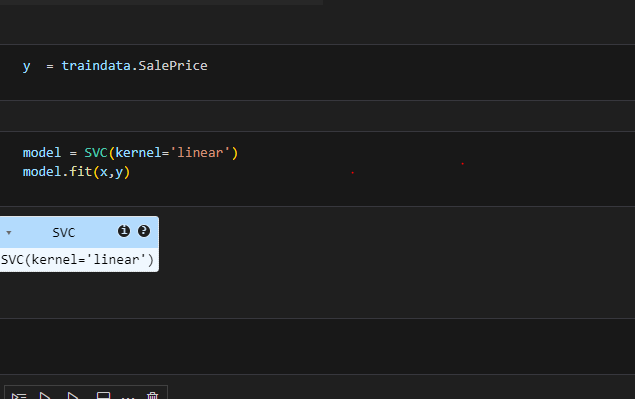 y  = traindata.SalePrice
model = SVC(kernel='linear')
model.fit(x,y)
SVC
SVC(kernel='linear')